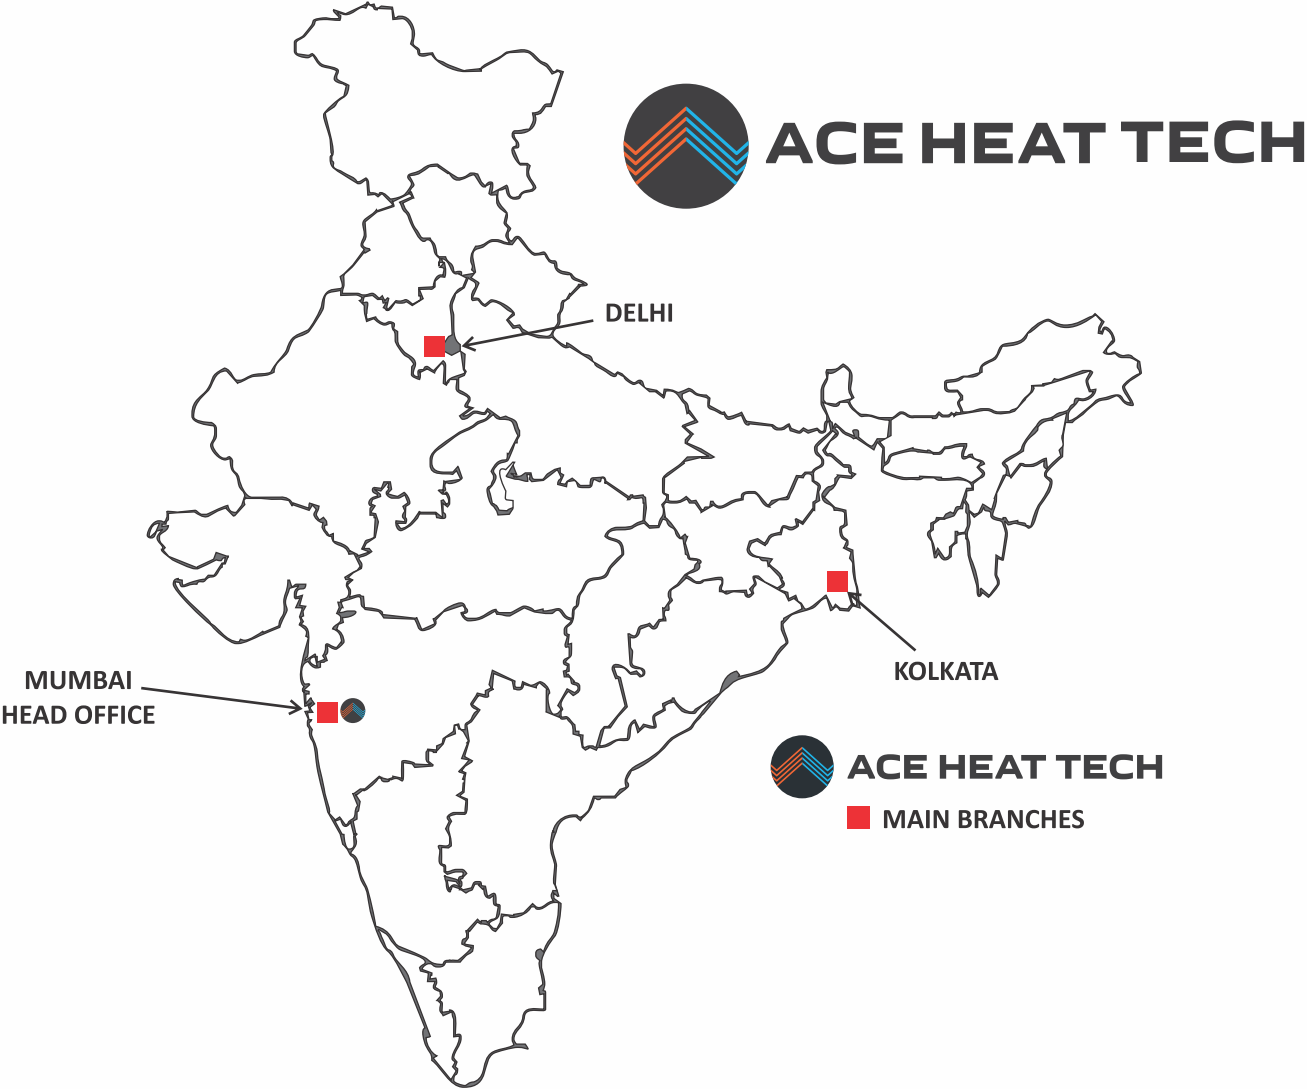 ACE HEAT TECH
DELHI
MUMBAI
HEAD OFFICE
KOLKATA
ACE HEAT TECH
MAIN BRANCHES